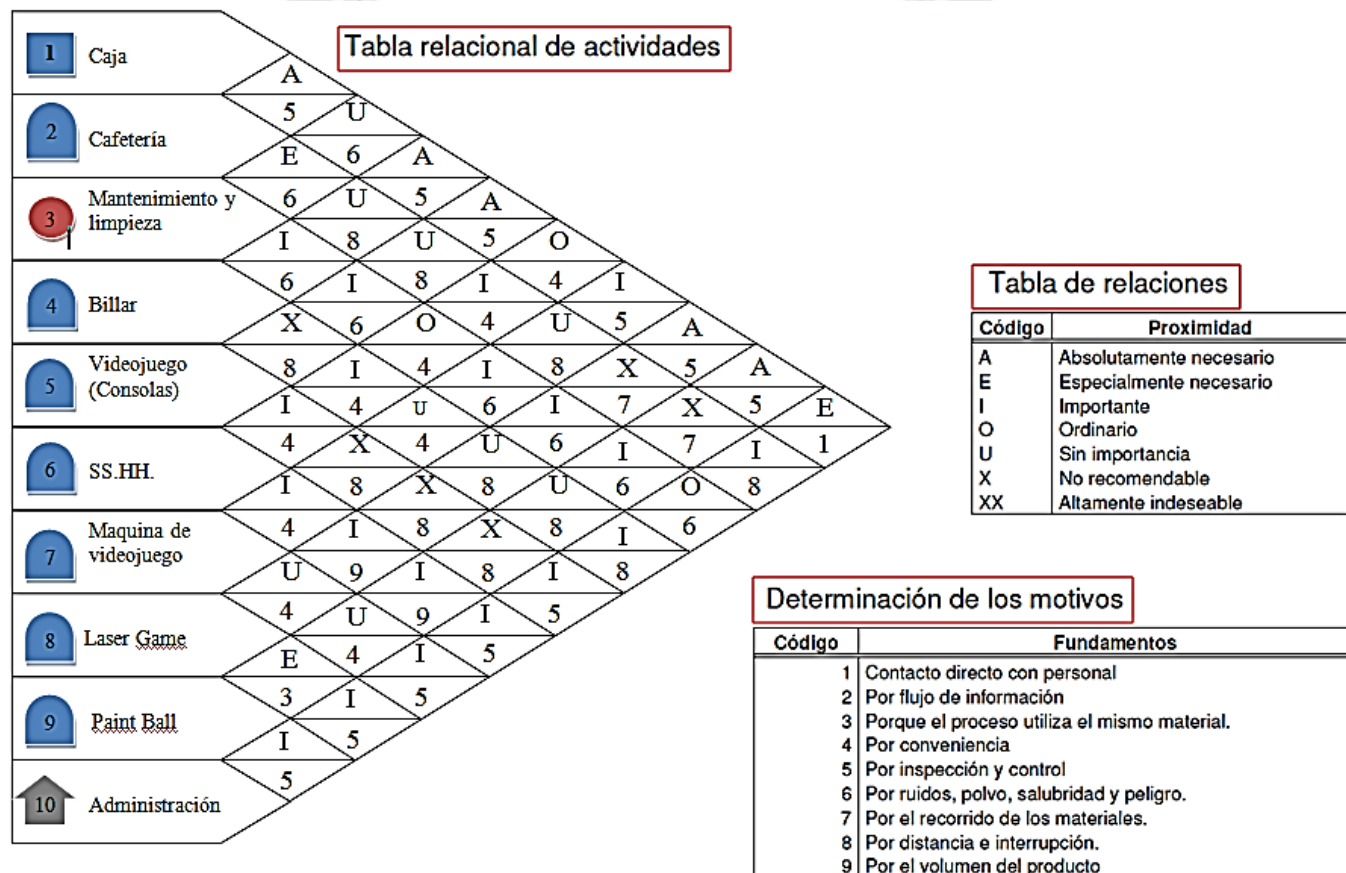 Tabla relacional de actividades
1 Caja
A
5 U
2 Cafetería
E 6 A
Mantenimiento y
3 limpieza
6 U 5 A
I 8 U 5 O
6 I 8 I 4 I
4 Billar
X 6 O 4 U 5 A
Videojuego
5 (Consolas)
8 I 4 I 8 X 5 A
I 4 U 6 I 7 X 5 E
4 X 4 U 6 I 7 I 1
6 SS.HH.
I 8 X 8 U 6 O 8
Maquina de
7 videojuego
4 I 8 X 8 I 6
U 9 I 8 I 8
4 U 9 I 5
8 Laser Game
E 4 I 5
3 I 5
9 Paint Ball
I 5
5
10 Administración
Tabla de relaciones
Código Proximidad
A Absolutamente necesario
E Especialmente necesario
I Importante
O Ordinario
U Sin importancia
X No recomendable
XX Altamente indeseable
Determinación de los motivos
Código Fundamentos
1 Contacto directo con personal
2 Por flujo de información
3 Porque el proceso utiliza el mismo material.
4 Por conveniencia
5 Por inspección y control
6 Por ruidos, polvo, salubridad y peligro.
7 Por el recorrido de los materiales.
8 Por distancia e interrupción.
9 Por el volumen del producto